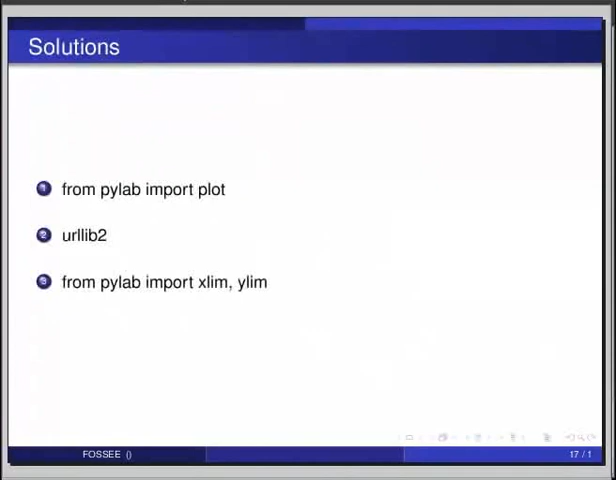 Solutions
1 from pylab import plot
2 urllib2
3 from pylab import xlim, ylim
FOSSEE ()
17 / 1